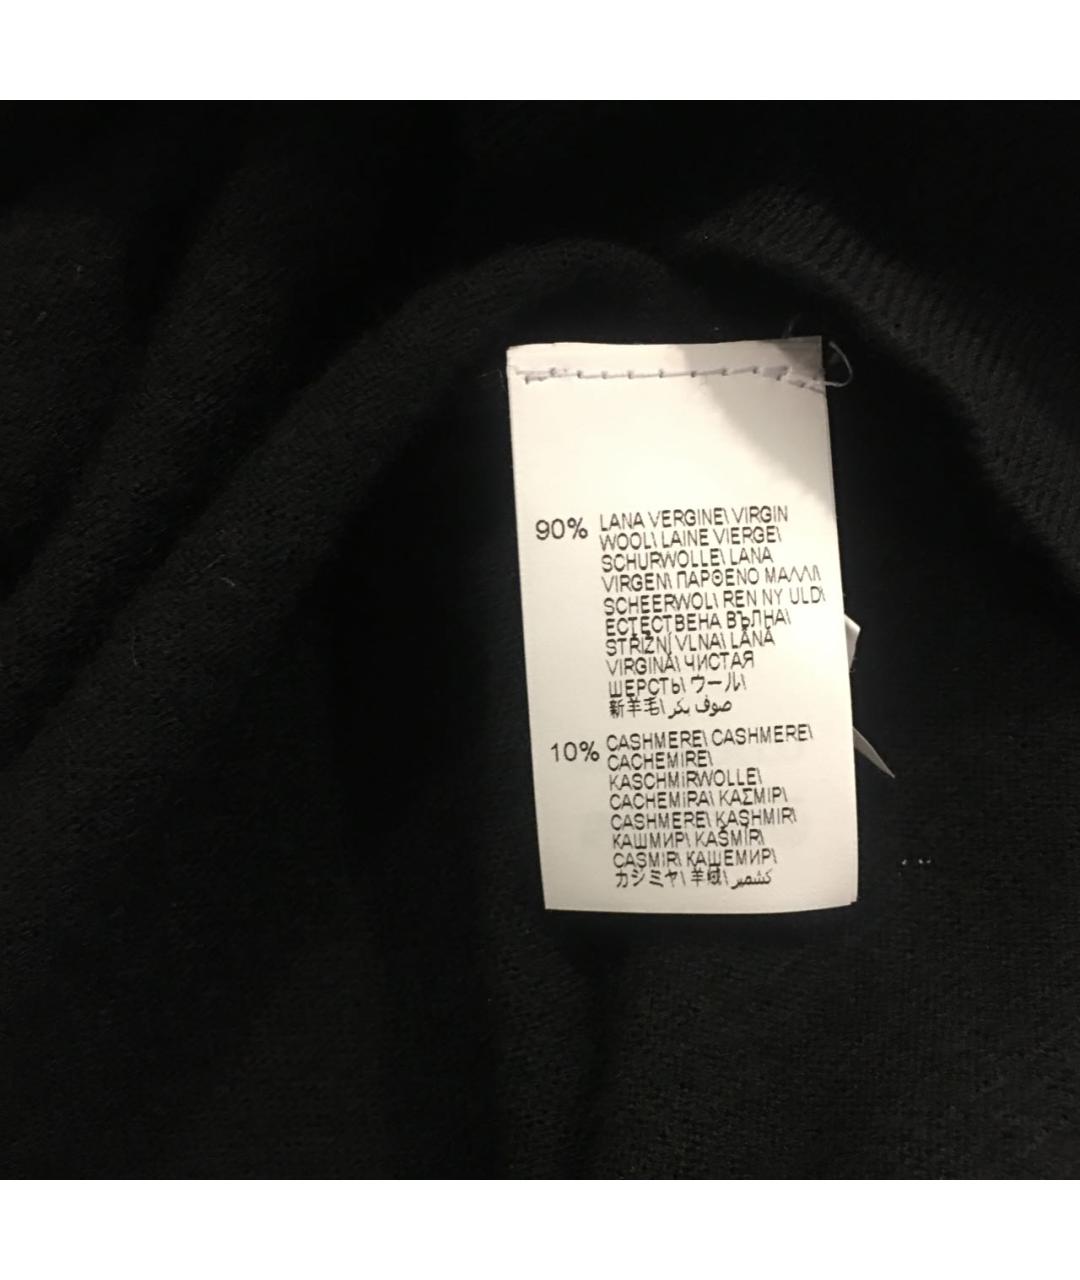 90% LANA VERGINE\ VIRGIN
WOOL\ LAINE VIERGE\
SCHURWOLLE\ LANA
VIRGEN\ ΠΑΡΘΕΝΟ ΜΑΛΛΙ\
SCHEERWOL\ REN NY ULD\
ЕСТЕСТВЕНА ВЪЛНА\
STŘIŽNÍ VLNA\ LÂNĂ
VIRGINĂ\ ЧИСТАЯ
ШЕРСТЬ\ ウール\
新羊毛\ صوف بكر
10% CASHMERE\ CASHMERE\
CACHEMIRE\
KASCHMIRWOLLE\
CACHEMIRA\ ΚΑΣΜΙΡ\
CASHMERE\ KASHMIR\
КАШМИР\ KAŠMÍR\
CAŞMIR\ КАШЕМИР\
カシミヤ\ 羊绒\ كشمير